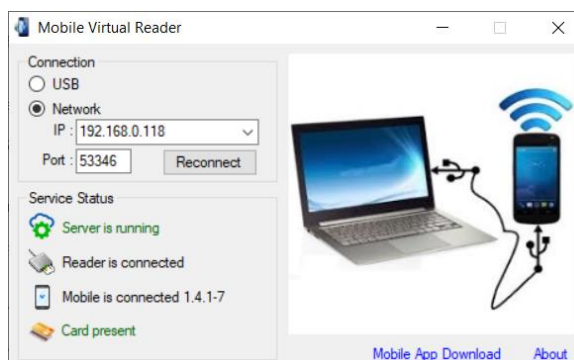 Mobile Virtual Reader
Connection
USB
Network
IP : 192.168.0.118
Port : 53346 Reconnect
Service Status
Server is running
Reader is connected
Mobile is connected 1.4.1-7
Card present
Mobile App Download About